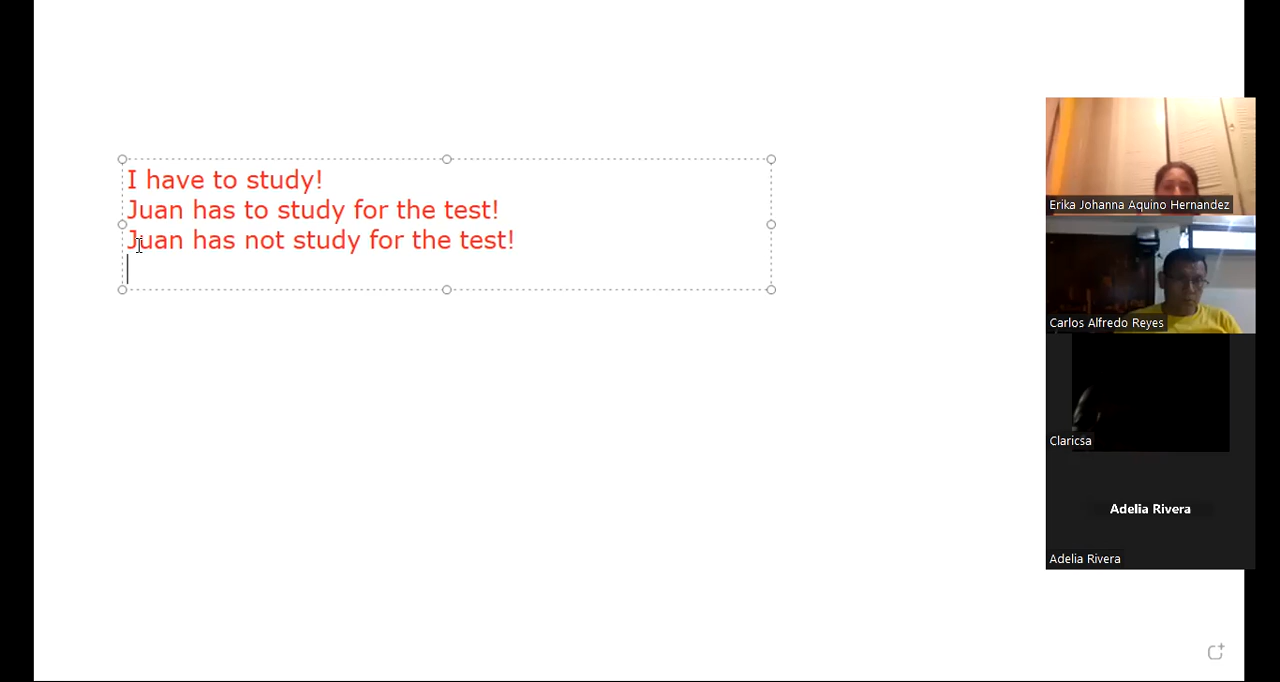 I have to study!
Juan has to study for the test!
Juan has not study for the test!
Erika Johanna Aquino Hernandez
Carlos Alfredo Reyes
Claricsa
Adelia Rivera
Adelia Rivera